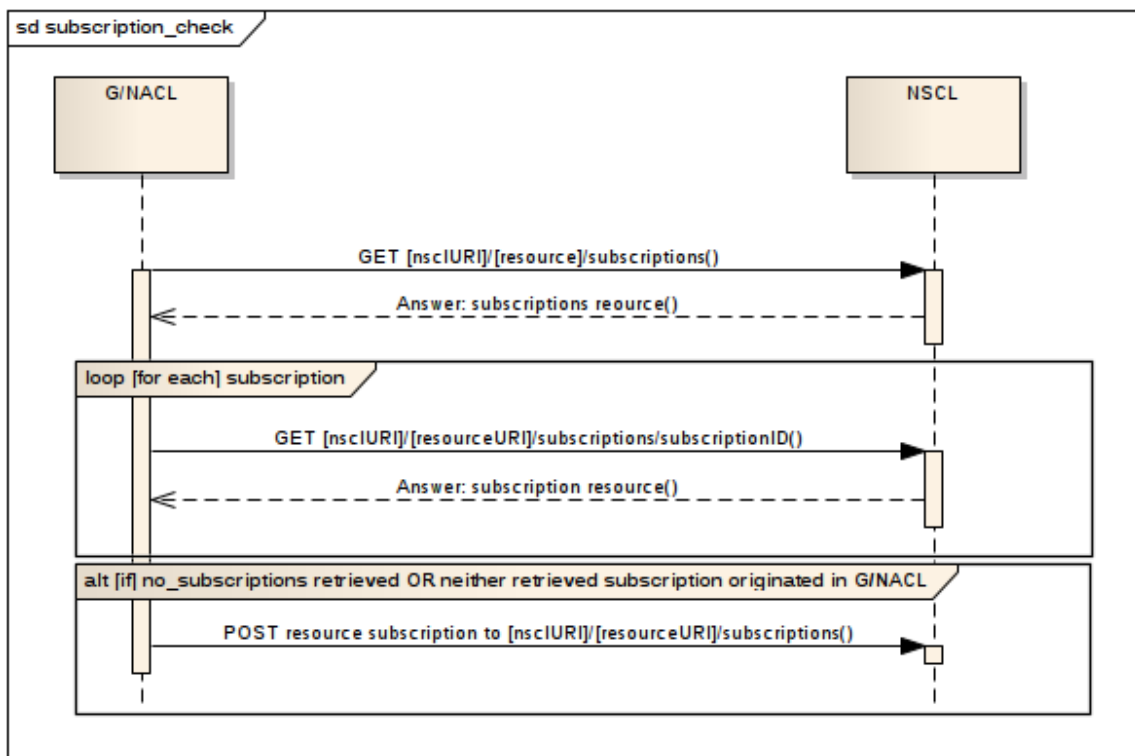 sd subscription_check
G/NACL
NSCL
GET [nsclURI]/[resource]/subscriptions()
Answer: subscriptions reource()
loop [for each] subscription
GET [nsclURI]/[resourceURI]/subscriptions/subscriptionID()
Answer: subscription resource()
alt [if] no_subscriptions retrieved OR neither retrieved subscription originated in G/NACL
POST resource subscription to [nsclURI]/[resourceURI]/subscriptions()